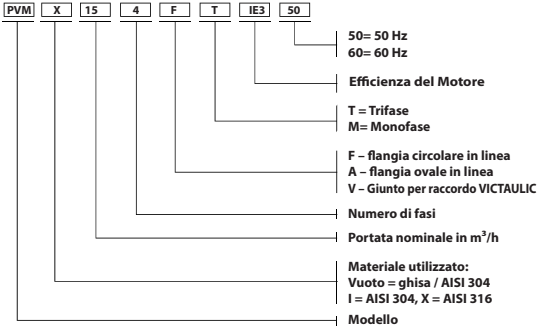 PVM X 15 4 F T IE3 50
50= 50 Hz
60= 60 Hz
Efficienza del Motore
T = Trifase
M= Monofase
F – flangia circolare in linea
A – flangia ovale in linea
V – Giunto per raccordo VICTAULIC
Numero di fasi
Portata nominale in m³/h
Materiale utilizzato:
Vuoto = ghisa / AISI 304
I = AISI 304, X = AISI 316
Modello